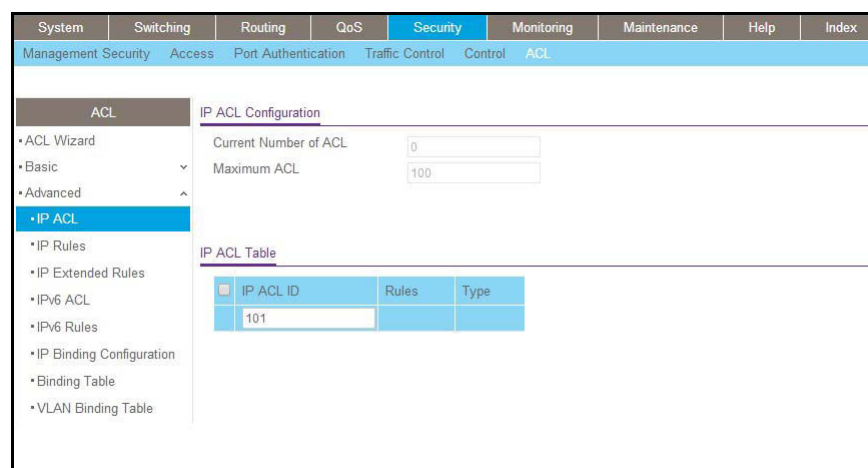 System Switching Routing QoS Security Monitoring Maintenance Help Index
Management Security Access Port Authentication Traffic Control Control ACL
ACL
ACL Wizard
Basic
Advanced
IP ACL
IP Rules
IP Extended Rules
IPv6 ACL
IPv6 Rules
IP Binding Configuration
Binding Table
VLAN Binding Table
IP ACL Configuration
Current Number of ACL 0
Maximum ACL 100
IP ACL Table
IP ACL ID Rules Type
101